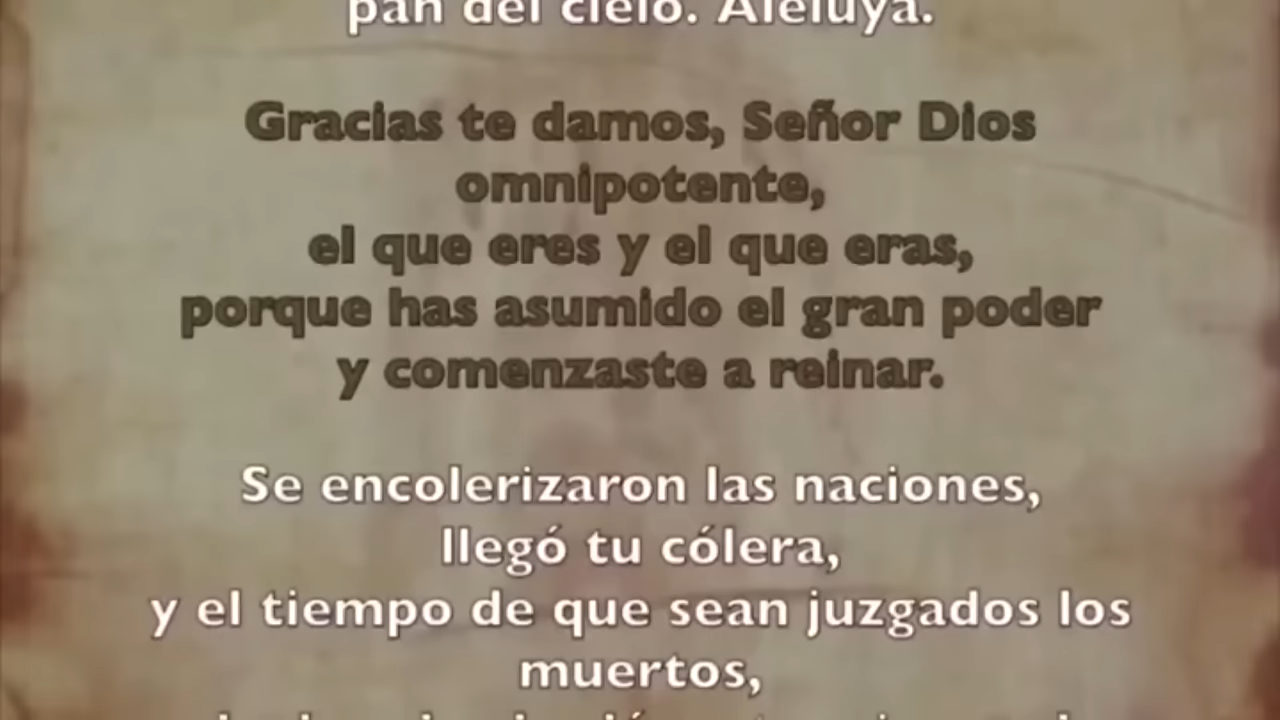 pan del cielo. Aleluya.
Gracias te damos, Señor Dios
omnipotente,
el que eres y el que eras,
porque has asumido el gran poder
y comenzaste a reinar.
Se encolerizaron las naciones,
llegó tu cólera,
y el tiempo de que sean juzgados los
muertos,